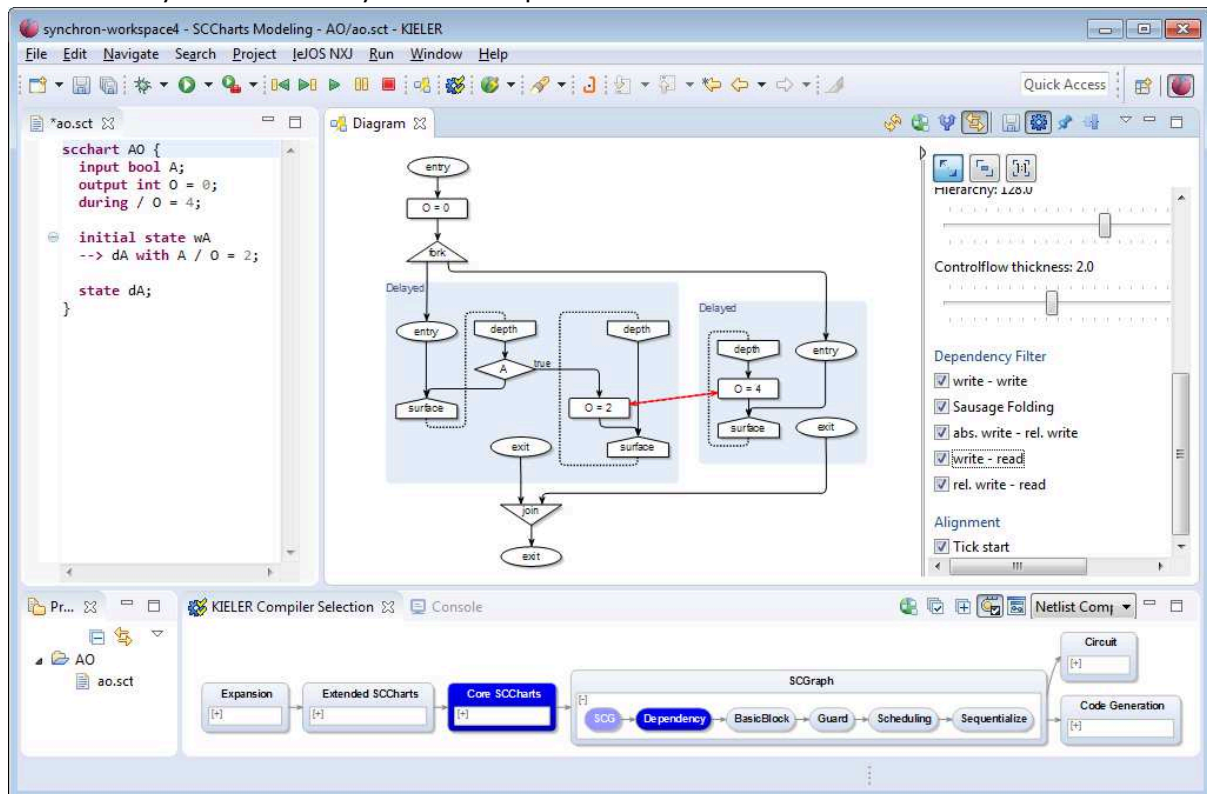 synchron-workspace4 - SCCharts Modeling - AO/ao.sct - KIELER
File Edit Navigate Search Project leJOS NXJ Run Window Help
Quick Access
*ao.sct
Diagram
scchart AO {
input bool A;
output int O = 0;
during / O = 4;
initial state wA
--> dA with A / O = 2;
state dA;
}
entry
O = 0
fork
Delayed
entry
depth
A
true
surface
depth
O = 2
surface
exit
Delayed
depth
entry
O = 4
surface
exit
join
exit
Hierarchy: 128.0
Controlflow thickness: 2.0
Dependency Filter
write - write
Sausage Folding
abs. write - rel. write
write - read
rel. write - read
Alignment
Tick start
Pr...
AO
ao.sct
KIELER Compiler Selection
Console
Netlist Comp
Expansion
[+]
Extended SCCharts
[+]
Core SCCharts
[+]
SCGraph
[-]
SCG
Dependency
BasicBlock
Guard
Scheduling
Sequentialize
Circuit
[+]
Code Generation
[+]